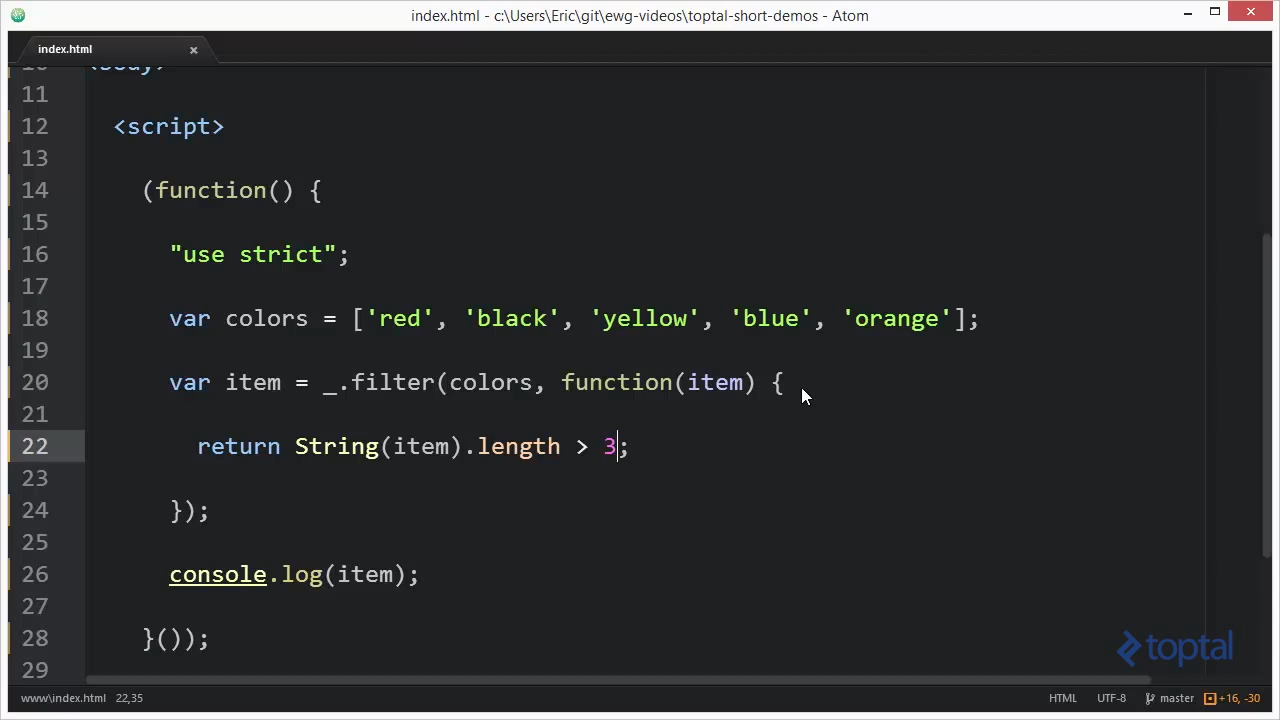 index.html - c:\Users\Eric\git\ewg-videos\toptal-short-demos - Atom
index.html
10 <body>
11
12 <script>
13
14 (function() {
15
16 "use strict";
17
18 var colors = ['red', 'black', 'yellow', 'blue', 'orange'];
19
20 var item = _.filter(colors, function(item) {
21
22 return String(item).length > 3;
23
24 });
25
26 console.log(item);
27
28 }());
29
toptal
www\index.html 22,35 HTML UTF-8 master +16, -30